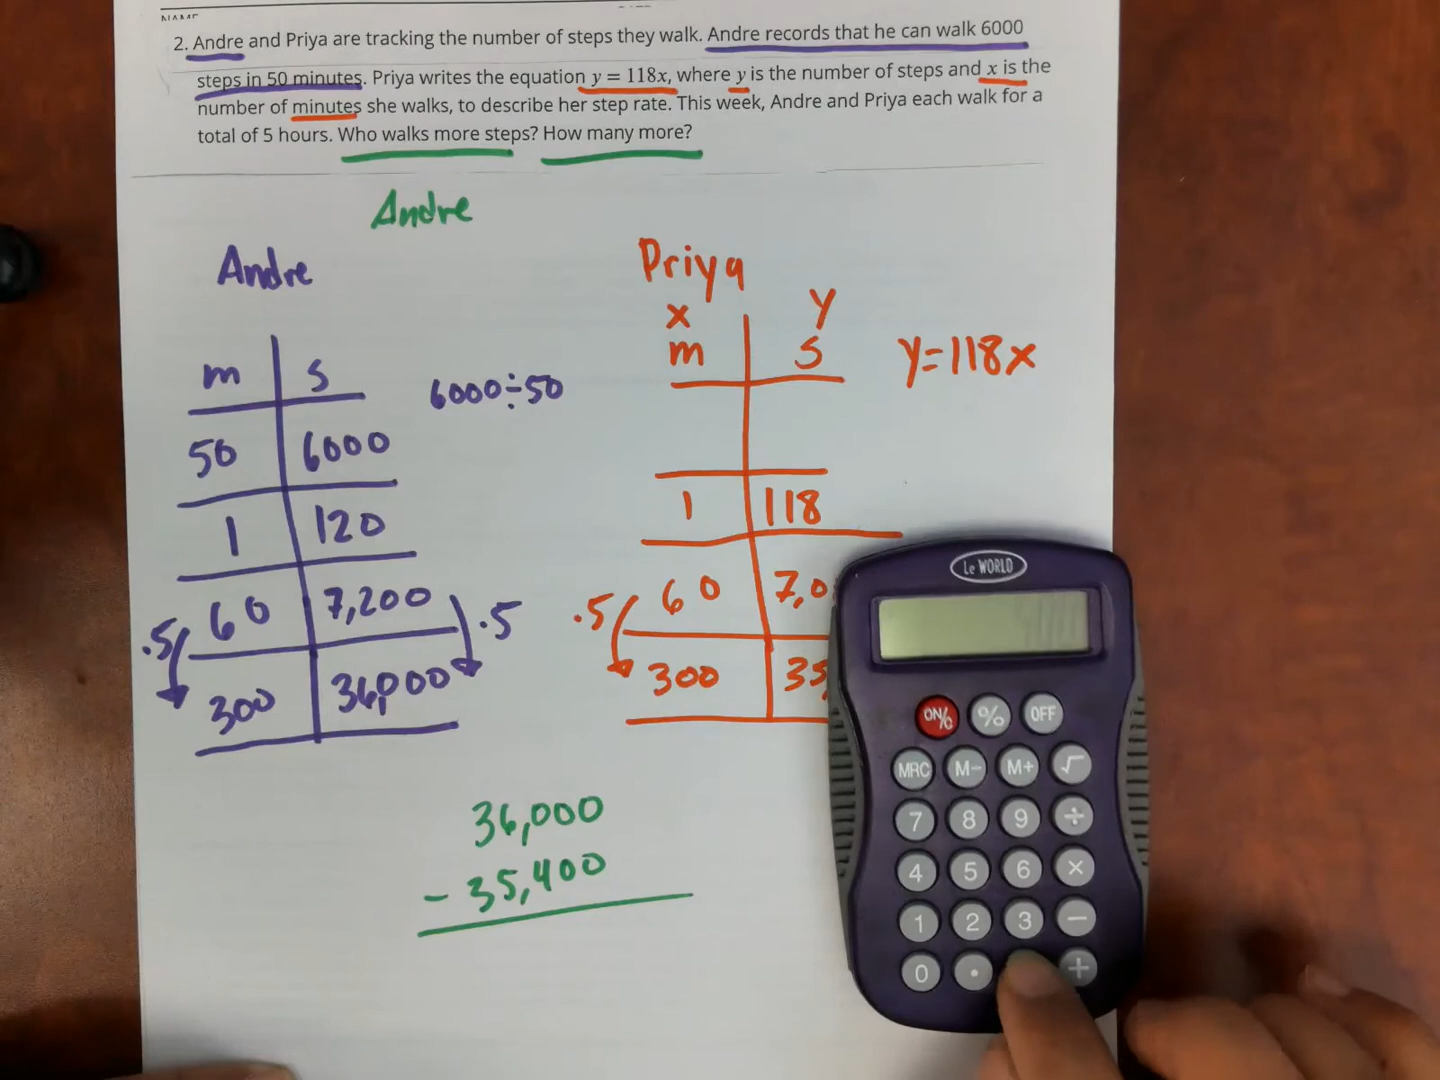 2. Andre and Priya are tracking the number of steps they walk. Andre records that he can walk 6000
steps in 50 minutes. Priya writes the equation y = 118x, where y is the number of steps and x is the
number of minutes she walks, to describe her step rate. This week, Andre and Priya each walk for a
total of 5 hours. Who walks more steps? How many more?
Andre
Andre
m s
6000÷50
50 6000
1 120
60 7,200
.5 .5
300 36,000
Priya
x y
m s
y=118x
1 118
60 7,0
.5
300 35,
36,000
- 35,400
Le WORLD
ON/C % OFF
MRC M- M+ √
7 8 9 ÷
4 5 6 ×
1 2 3 −
0 . +